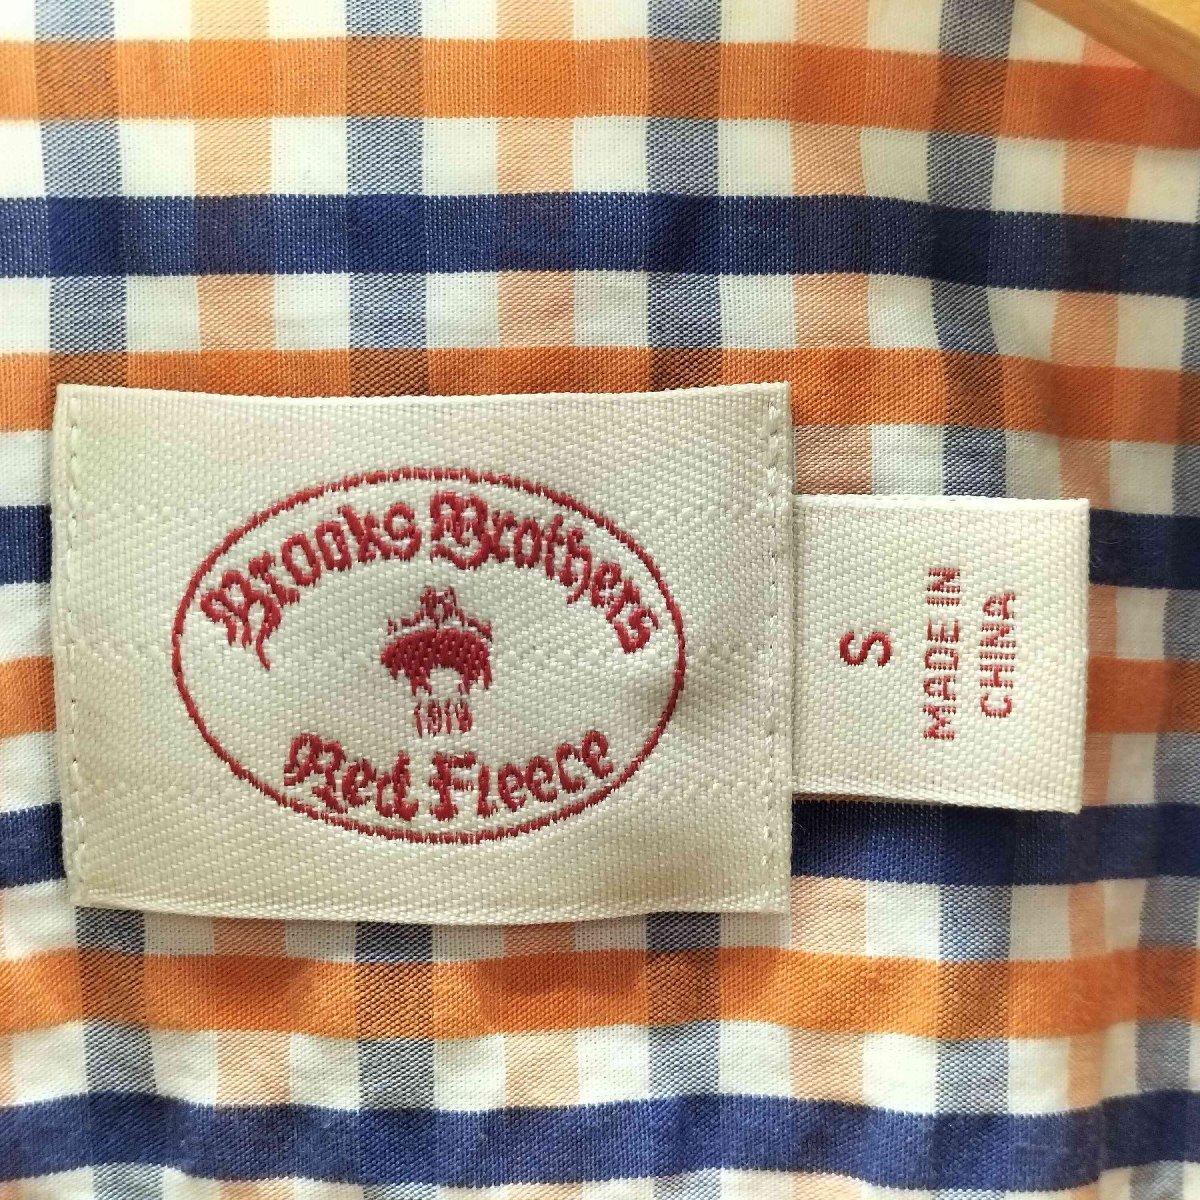 Brooks Brothers
1818
Red Fleece
S
MADE IN
CHINA